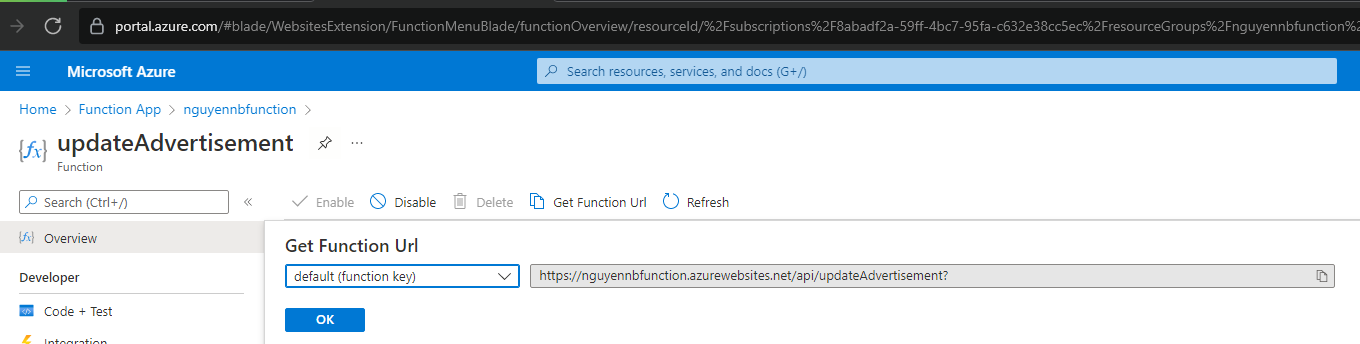 portal.azure.com/#blade/WebsitesExtension/FunctionMenuBlade/functionOverview/resourceId/%2Fsubscriptions%2F8abadf2a-59ff-4bc7-95fa-c632e38cc5ec%2FresourceGroups%2Fnguyennbfunction%2
Microsoft Azure
Search resources, services, and docs (G+/)
Home > Function App > nguyennbfunction >
{fx} updateAdvertisement ...
Function
Search (Ctrl+/) «
Enable Disable Delete Get Function Url Refresh
{fx} Overview
Get Function Url
Developer
default (function key) https://nguyennbfunction.azurewebsites.net/api/updateAdvertisement?
Code + Test
OK
Integration